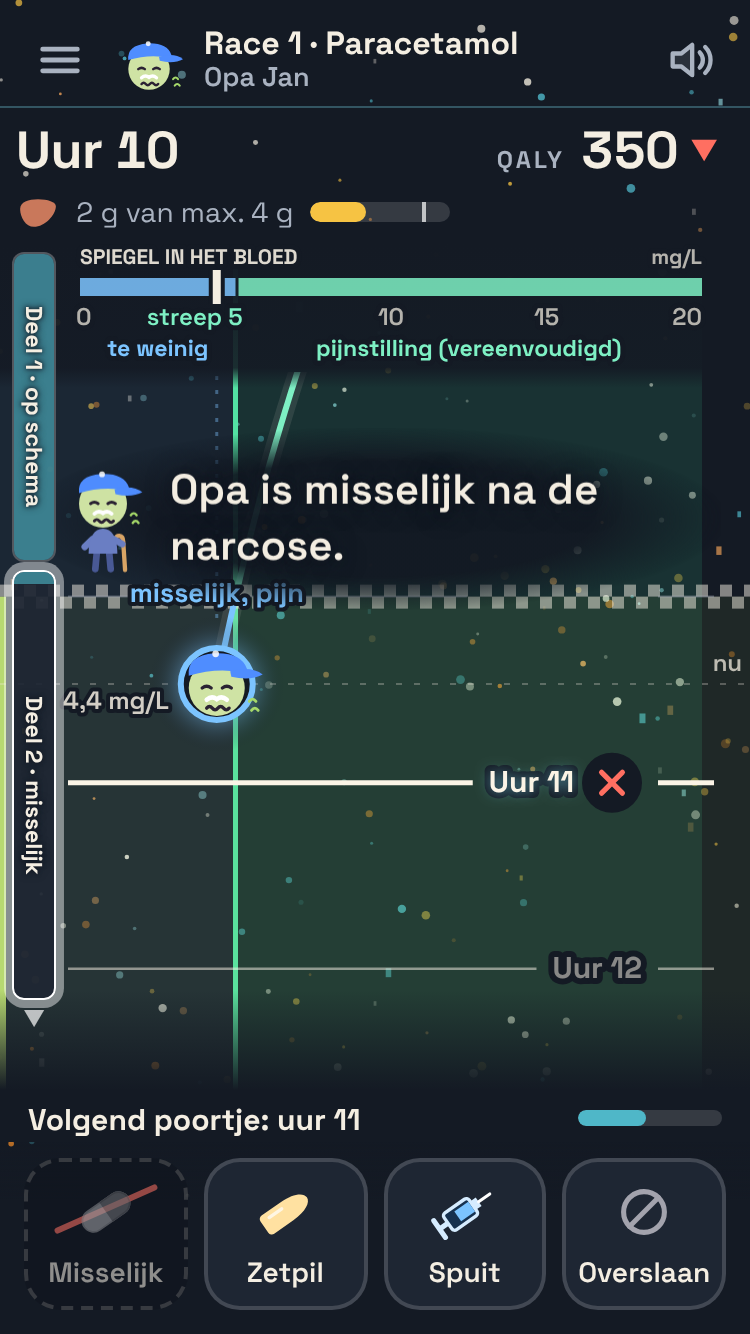 Race 1 · Paracetamol
Opa Jan
Uur 10
QALY 350
2 g van max. 4 g
SPIEGEL IN HET BLOED mg/L
0 streep 5 10 15 20
te weinig pijnstilling (vereenvoudigd)
Deel 1 · op schema
Opa is misselijk na de
narcose.
misselijk, pijn
nu
4,4 mg/L
Deel 2 · misselijk
Uur 11
Uur 12
Volgend poortje: uur 11
Misselijk Zetpil Spuit Overslaan